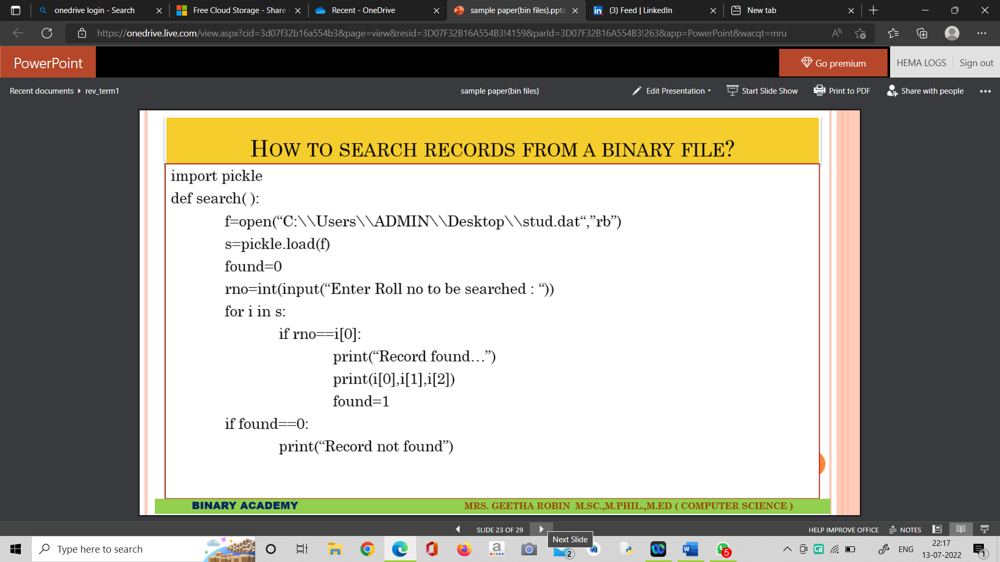 onedrive login - Search
Free Cloud Storage - Share
Recent - OneDrive
sample paper(bin files).pptx
(3) Feed | LinkedIn
New tab
https://onedrive.live.com/view.aspx?cid=3d07f32b16a554b3&page=view&resid=3D07F32B16A554B3!4159&parId=3D07F32B16A554B3!263&app=PowerPoint&wacqt=mru
PowerPoint
Go premium
HEMA LOGS
Sign out
Recent documents ▸ rev_term1
sample paper(bin files)
Edit Presentation
Start Slide Show
Print to PDF
Share with people
HOW TO SEARCH RECORDS FROM A BINARY FILE?
import pickle
def search( ):
f=open(“C:\\Users\\ADMIN\\Desktop\\stud.dat“,”rb”)
s=pickle.load(f)
found=0
rno=int(input(“Enter Roll no to be searched : “))
for i in s:
if rno==i[0]:
print(“Record found…”)
print(i[0],i[1],i[2])
found=1
if found==0:
print(“Record not found”)
BINARY ACADEMY
MRS. GEETHA ROBIN M.SC.,M.PHIL.,M.ED ( COMPUTER SCIENCE )
SLIDE 23 OF 29
HELP IMPROVE OFFICE
NOTES
Next Slide
Type here to search
2
5
ENG
22:17
13-07-2022
1